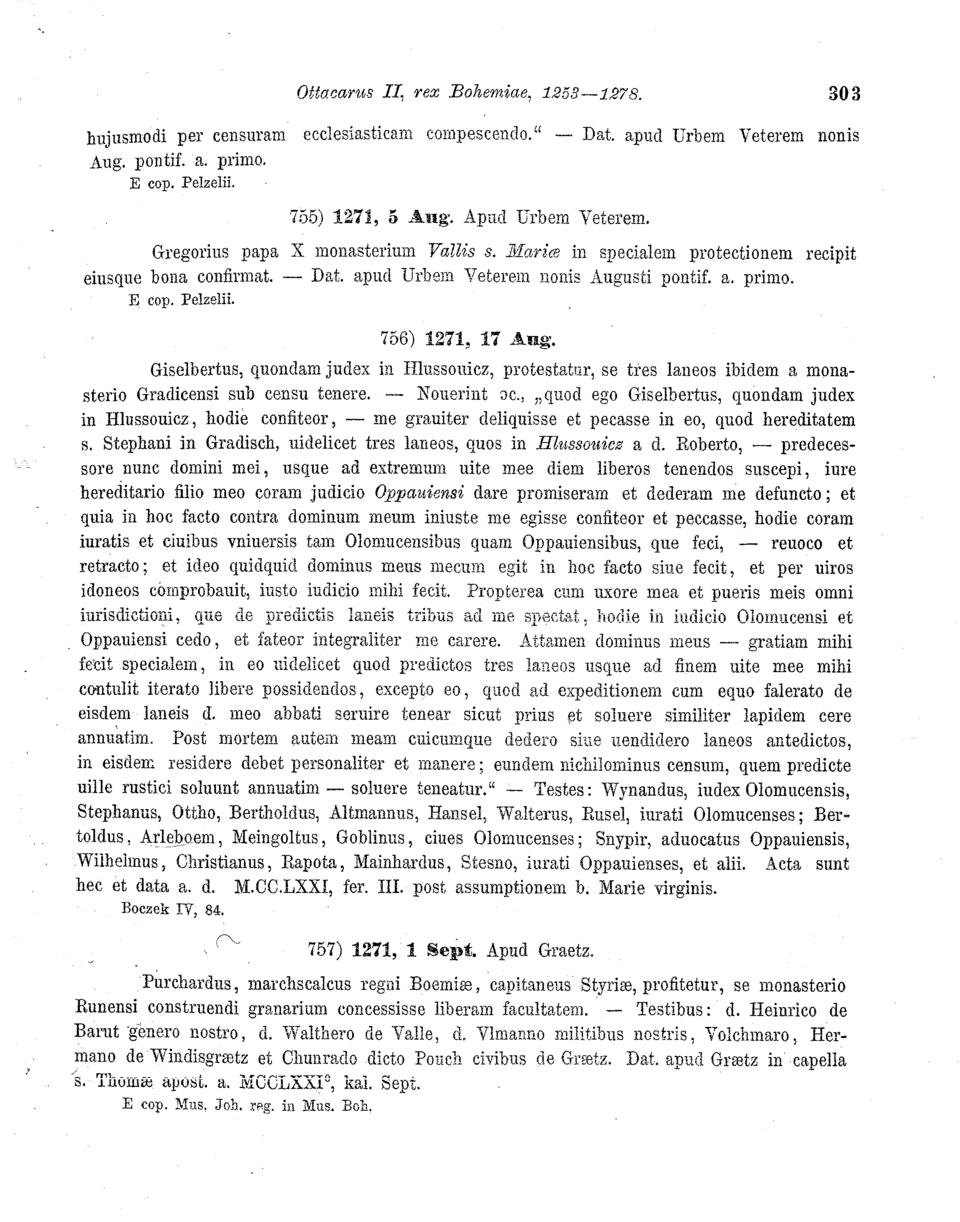 Ottacarus II, rex Bohemiae, 1253—1278. 303
hujusmodi per censuram ecclesiasticam compescendo.“ — Dat. apud Urbem Veterem nonis
Aug. pontif. a. primo.
E cop. Pelzelii.
755) 1271, 5 Aug. Apud Urbem Veterem.
Gregorius papa X monasterium Vallis s. Mariæ in specialem protectionem recipit
eiusque bona confirmat. — Dat. apud Urbem Veterem nonis Augusti pontif. a. primo.
E cop. Pelzelii.
756) 1271, 17 Aug.
Giselbertus, quondam judex in Hlussouicz, protestatur, se tres laneos ibidem a mona-
sterio Gradicensi sub censu tenere. — Nouerint ɔc., „quod ego Giselbertus, quondam judex
in Hlussouicz, hodie confiteor, — me grauiter deliquisse et pecasse in eo, quod hereditatem
s. Stephani in Gradisch, uidelicet tres laneos, quos in Hlussouicz a d. Roberto, — predeces-
sore nunc domini mei, usque ad extremum uite mee diem liberos tenendos suscepi, iure
hereditario filio meo coram judicio Oppauiensi dare promiseram et dederam me defuncto; et
quia in hoc facto contra dominum meum iniuste me egisse confiteor et peccasse, hodie coram
iuratis et ciuibus vniuersis tam Olomucensibus quam Oppauiensibus, que feci, — reuoco et
retracto; et ideo quidquid dominus meus mecum egit in hoc facto siue fecit, et per uiros
idoneos comprobauit, iusto iudicio mihi fecit. Propterea cum uxore mea et pueris meis omni
iurisdictioni, que de predictis laneis tribus ad me spectat, hodie in iudicio Olomucensi et
Oppauiensi cedo, et fateor integraliter me carere. Attamen dominus meus — gratiam mihi
fecit specialem, in eo uidelicet quod predictos tres laneos usque ad finem uite mee mihi
contulit iterato libere possidendos, excepto eo, quod ad expeditionem cum equo falerato de
eisdem laneis d. meo abbati seruire tenear sicut prius et soluere similiter lapidem cere
annuatim. Post mortem autem meam cuicumque dedero siue uendidero laneos antedictos,
in eisdem residere debet personaliter et manere; eundem nichilominus censum, quem predicte
uille rustici soluunt annuatim — soluere teneatur.“ — Testes: Wynandus, iudex Olomucensis,
Stephanus, Ottho, Bertholdus, Altmannus, Hansel, Walterus, Rusel, iurati Olomucenses; Ber-
toldus, Arleboem, Meingoltus, Goblinus, ciues Olomucenses; Snypir, aduocatus Oppauiensis,
Wilhelmus, Christianus, Rapota, Mainhardus, Stesno, iurati Oppauienses, et alii. Acta sunt
hec et data a. d. M.CC.LXXI, fer. III. post assumptionem b. Marie virginis.
Boczek IV, 84.
757) 1271, 1 Sept. Apud Graetz.
Purchardus, marchscalcus regni Boemiæ, capitaneus Styriæ, profitetur, se monasterio
Runensi construendi granarium concessisse liberam facultatem. — Testibus: d. Heinrico de
Barut genero nostro, d. Walthero de Valle, d. Vlmanno militibus nostris, Volchmaro, Her-
mano de Windisgrætz et Chunrado dicto Pouch civibus de Grætz. Dat. apud Grætz in capella
s. Thomæ apost. a. MCCLXXI°, kal. Sept.
E cop. Mus. Joh. reg. in Mus. Boh.